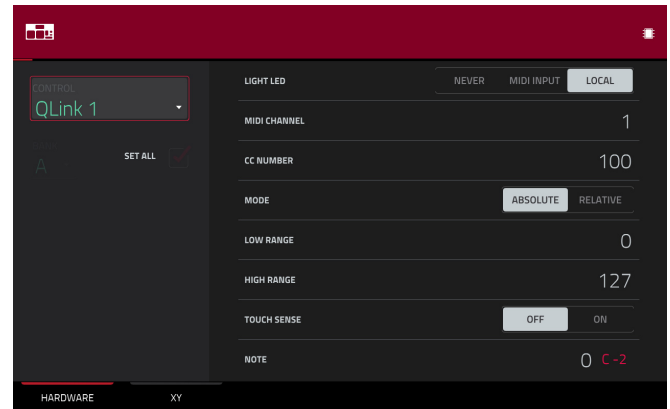 CONTROL
QLink 1
A
SET ALL
LIGHT LED NEVER MIDI INPUT LOCAL
MIDI CHANNEL 1
CC NUMBER 100
MODE ABSOLUTE RELATIVE
LOW RANGE 0
HIGH RANGE 127
TOUCH SENSE OFF ON
NOTE 0 C -2
HARDWARE XY